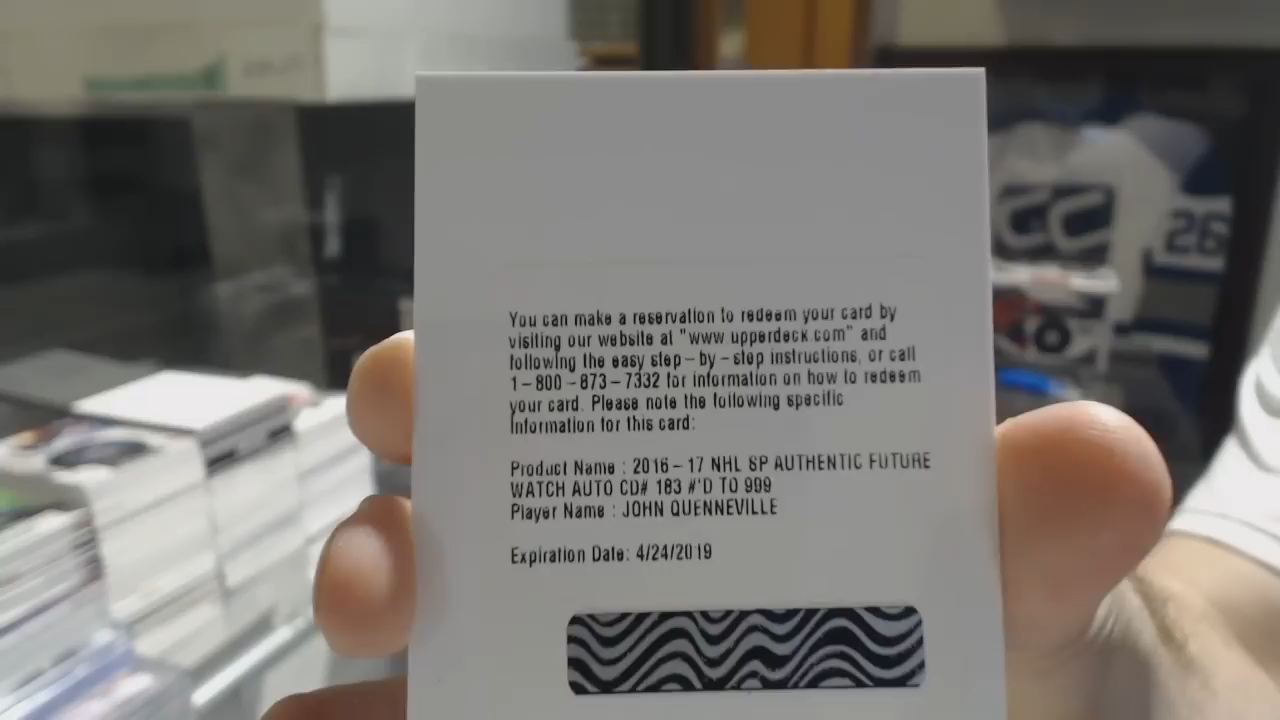 You can make a reservation to redeem your card by
visiting our website at "www upperdeck.com" and
following the easy step-by-step instructions, or call
1-800-873-7332 for information on how to redeem
your card. Please note the following specific
information for this card:
Product Name : 2016-17 NHL SP AUTHENTIC FUTURE
WATCH AUTO CD# 183 #'D TO 999
Player Name : JOHN QUENNEVILLE
Expiration Date: 4/24/2019
26